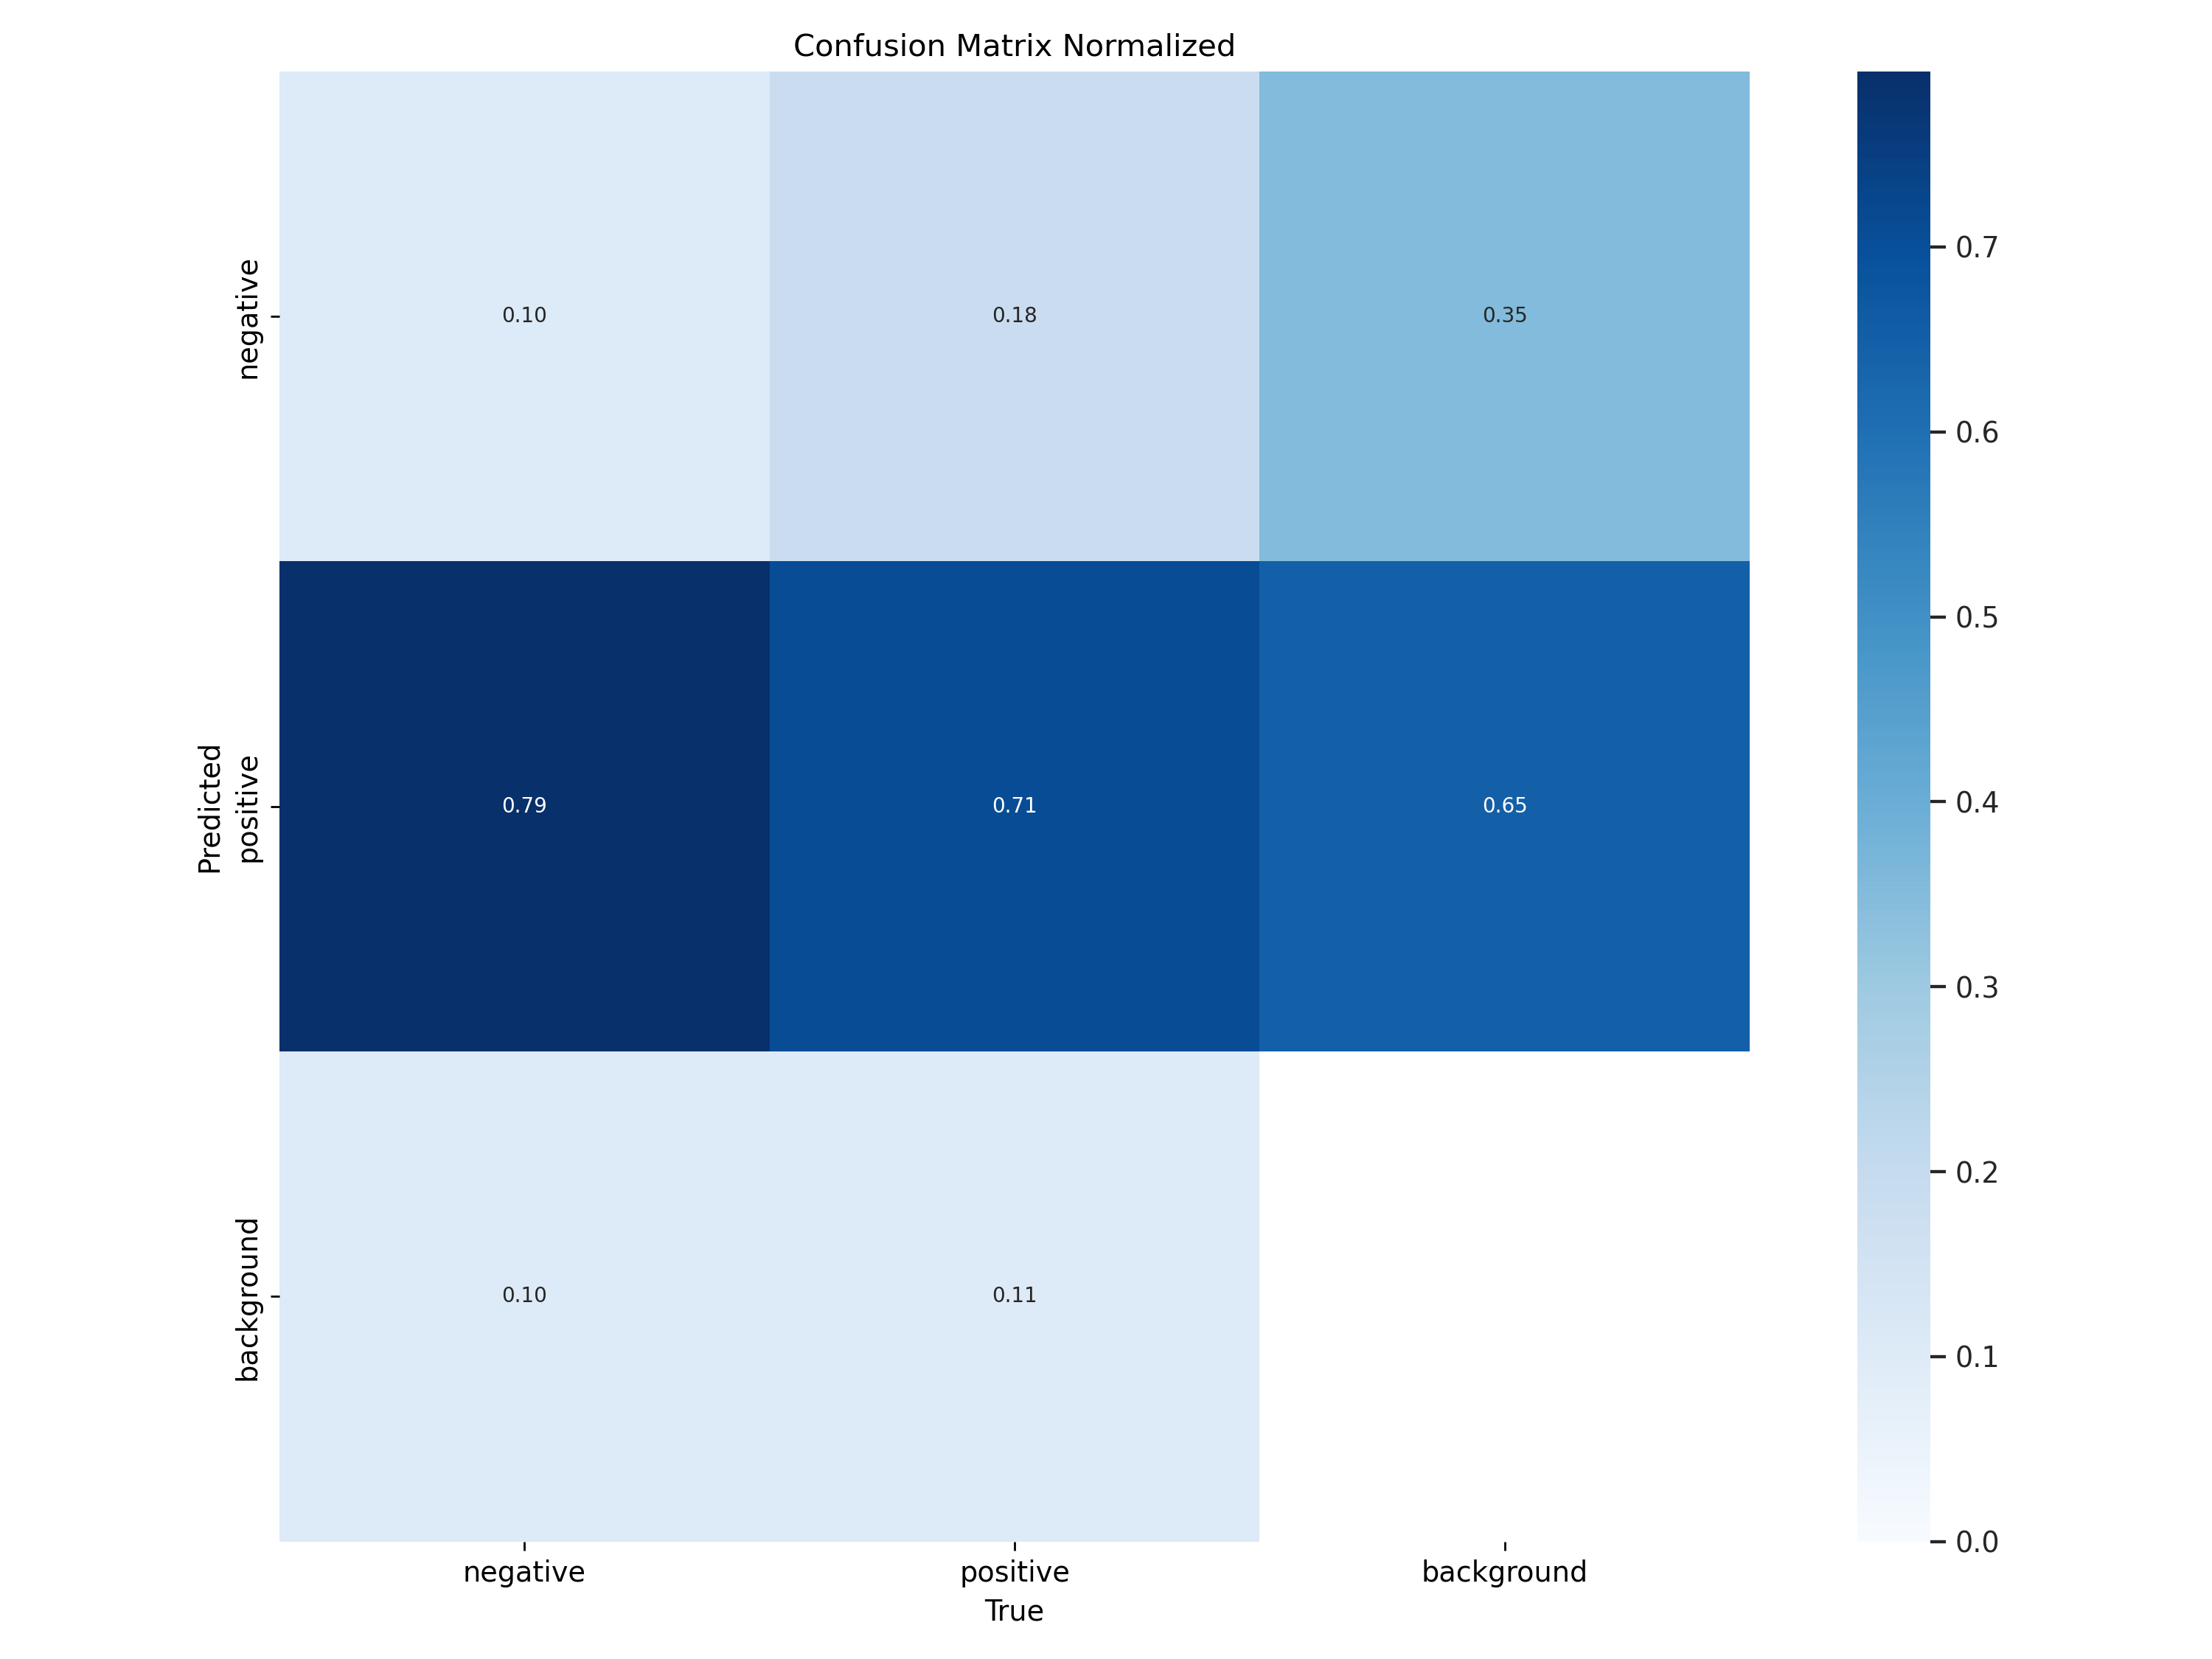 Confusion Matrix Normalized
negative
0.10
0.18
0.35
Predicted
positive
0.79
0.71
0.65
background
0.10
0.11
negative
positive
background
True
0.7
0.6
0.5
0.4
0.3
0.2
0.1
0.0